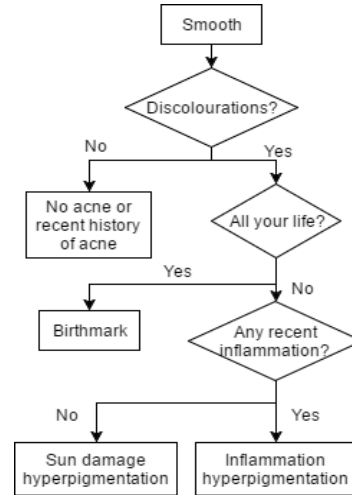 Smooth
Discolourations?
No
Yes
No acne or
recent history
of acne
All your life?
Yes
No
Birthmark
Any recent
inflammation?
No
Yes
Sun damage
hyperpigmentation
Inflammation
hyperpigmentation